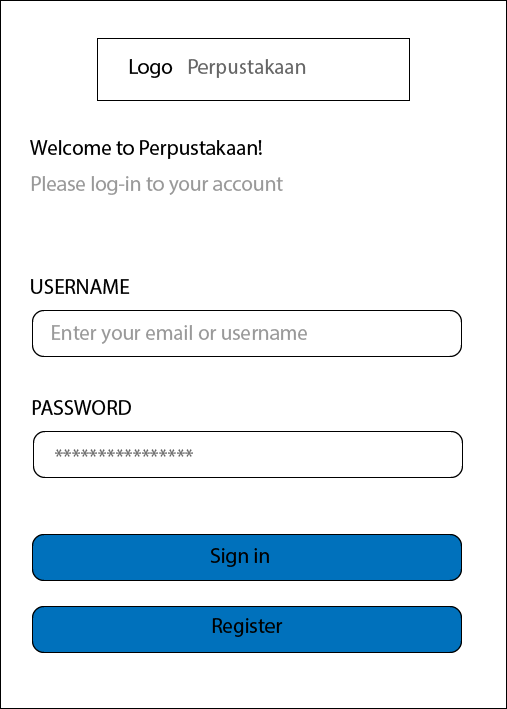 Logo Perpustakaan
Welcome to Perpustakaan!
Please log-in to your account
USERNAME
Enter your email or username
PASSWORD
****************
Sign in
Register